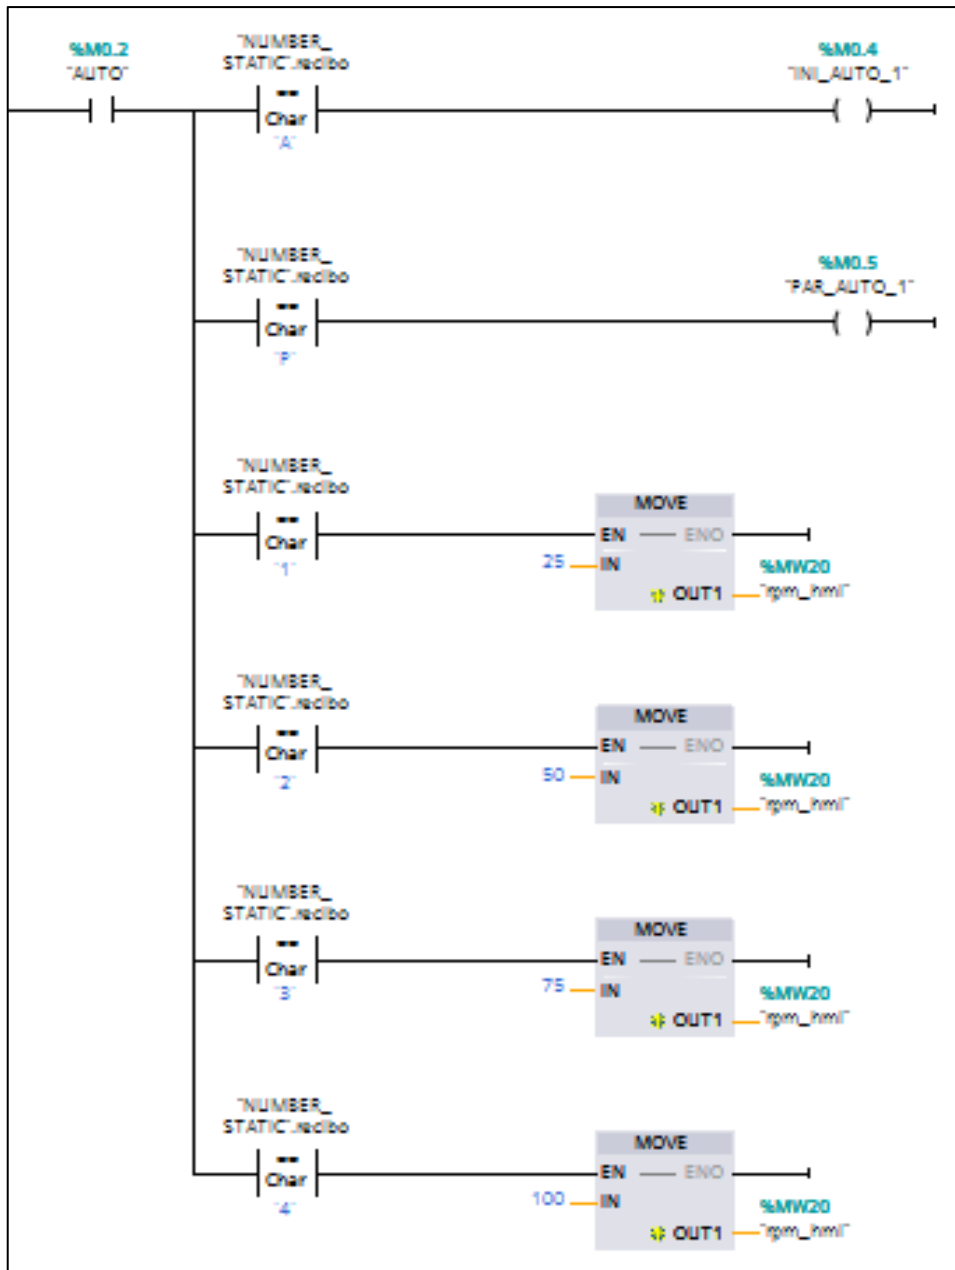 %M0.2
"AUTO"
"NUMBER_
STATIC".recibo
==
Char
'A'
%M0.4
"INI_AUTO_1"
"NUMBER_
STATIC".recibo
==
Char
'P'
%M0.5
"PAR_AUTO_1"
"NUMBER_
STATIC".recibo
==
Char
'1'
MOVE
EN ENO
25 IN
OUT1
%MW20
"rpm_hmi"
"NUMBER_
STATIC".recibo
==
Char
'2'
MOVE
EN ENO
50 IN
OUT1
%MW20
"rpm_hmi"
"NUMBER_
STATIC".recibo
==
Char
'3'
MOVE
EN ENO
75 IN
OUT1
%MW20
"rpm_hmi"
"NUMBER_
STATIC".recibo
==
Char
'4'
MOVE
EN ENO
100 IN
OUT1
%MW20
"rpm_hmi"